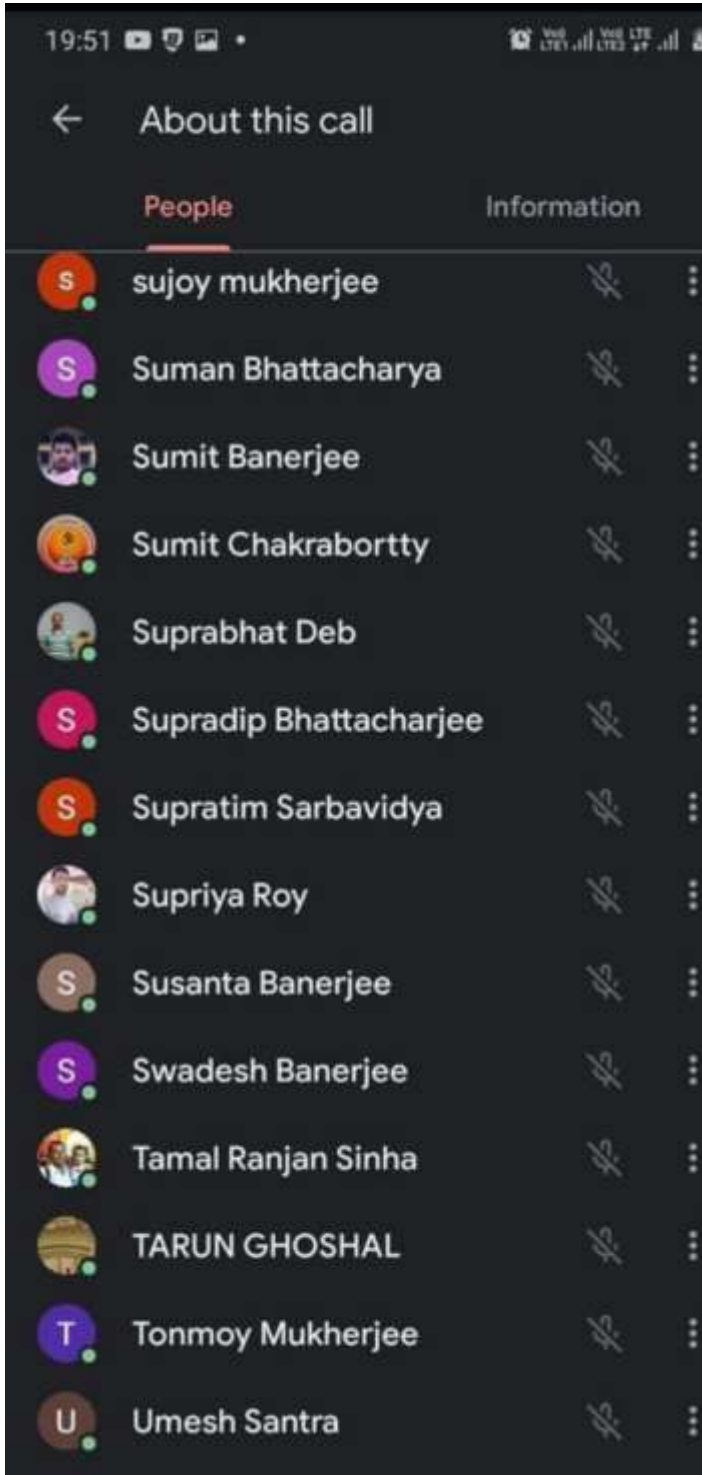 19:51
About this call
People Information
s sujoy mukherjee
S Suman Bhattacharya
Sumit Banerjee
Sumit Chakrabortty
Suprabhat Deb
S Supradip Bhattacharjee
S Supratim Sarbavidya
Supriya Roy
S Susanta Banerjee
S Swadesh Banerjee
Tamal Ranjan Sinha
TARUN GHOSHAL
T Tonmoy Mukherjee
U Umesh Santra